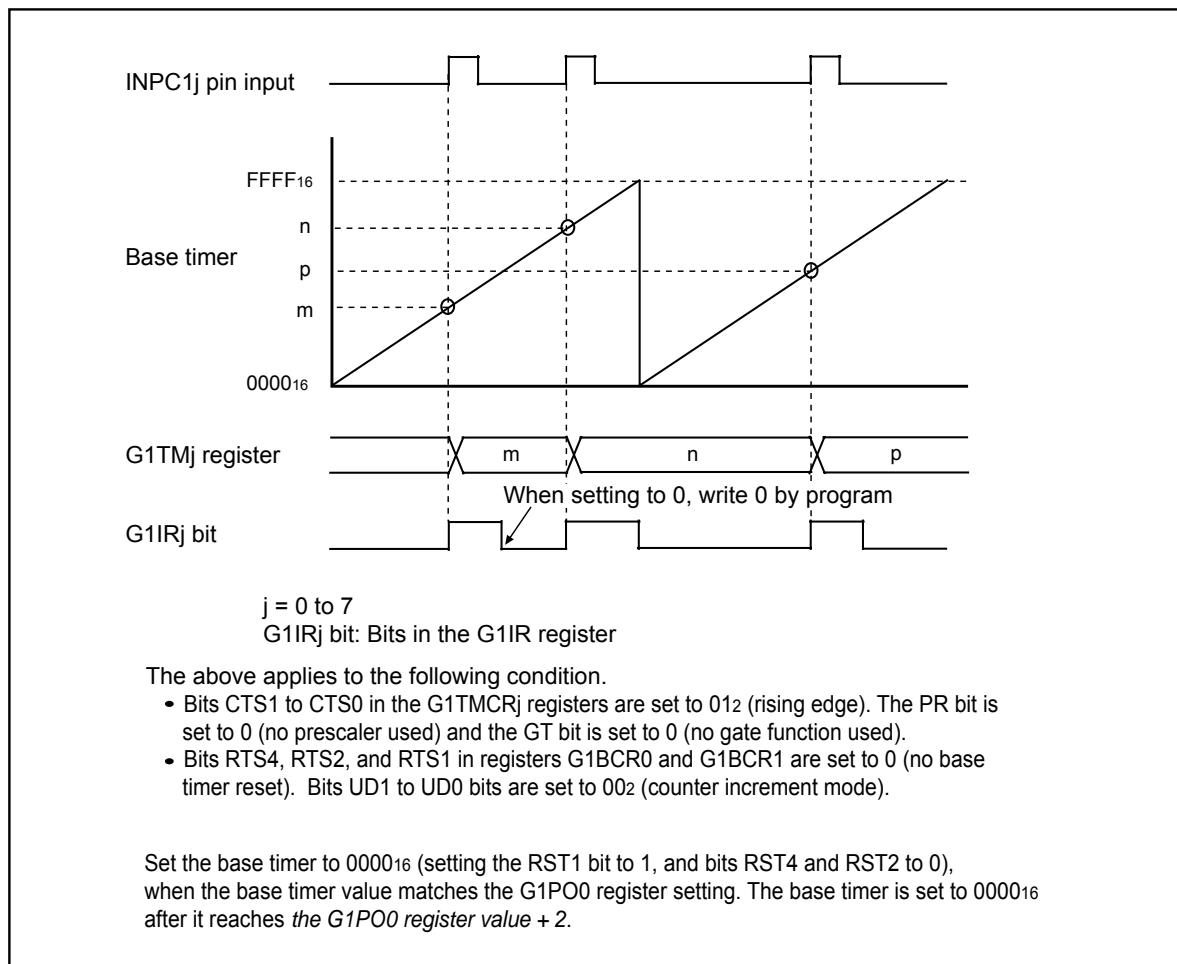 INPC1j pin input
FFFF16
n
Base timer
p
m
000016
G1TMj register
m
n
p
When setting to 0, write 0 by program
G1IRj bit
j = 0 to 7
G1IRj bit: Bits in the G1IR register
The above applies to the following condition.
• Bits CTS1 to CTS0 in the G1TMCRj registers are set to 012 (rising edge). The PR bit is
set to 0 (no prescaler used) and the GT bit is set to 0 (no gate function used).
• Bits RTS4, RTS2, and RTS1 in registers G1BCR0 and G1BCR1 are set to 0 (no base
timer reset). Bits UD1 to UD0 bits are set to 002 (counter increment mode).
Set the base timer to 000016 (setting the RST1 bit to 1, and bits RST4 and RST2 to 0),
when the base timer value matches the G1PO0 register setting. The base timer is set to 000016
after it reaches the G1PO0 register value + 2.